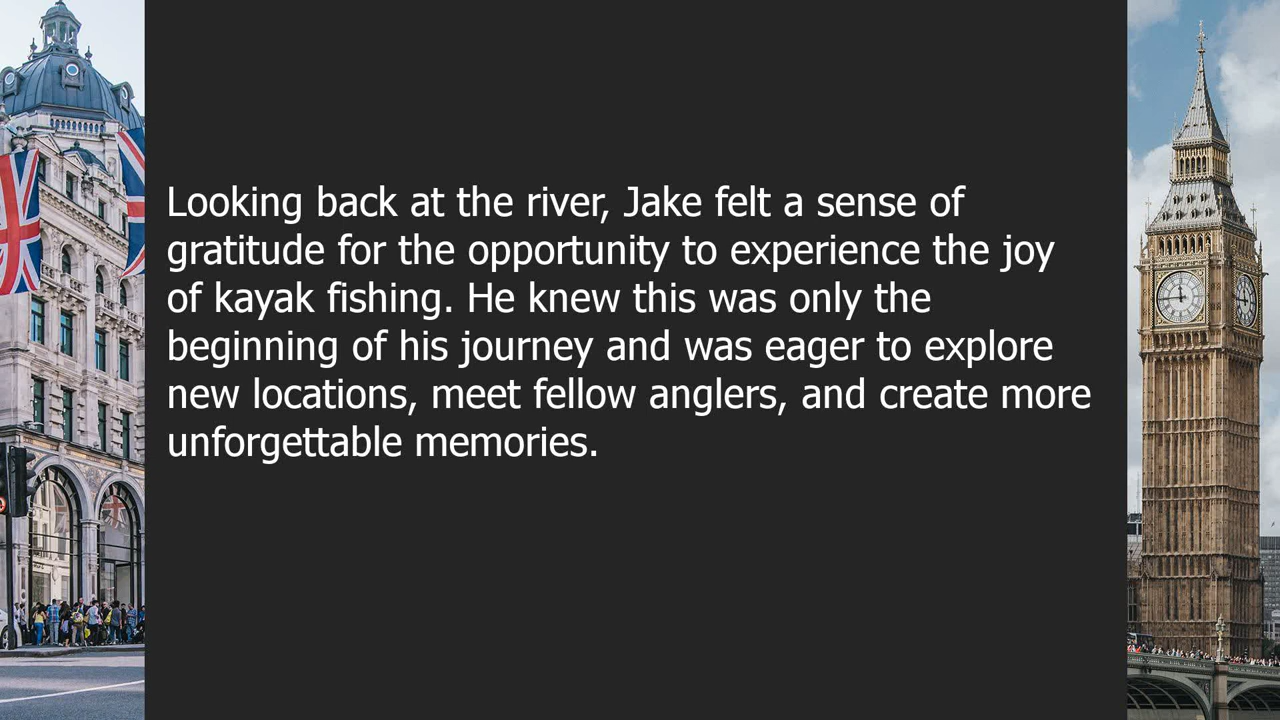 Looking back at the river, Jake felt a sense of
gratitude for the opportunity to experience the joy
of kayak fishing. He knew this was only the
beginning of his journey and was eager to explore
new locations, meet fellow anglers, and create more
unforgettable memories.